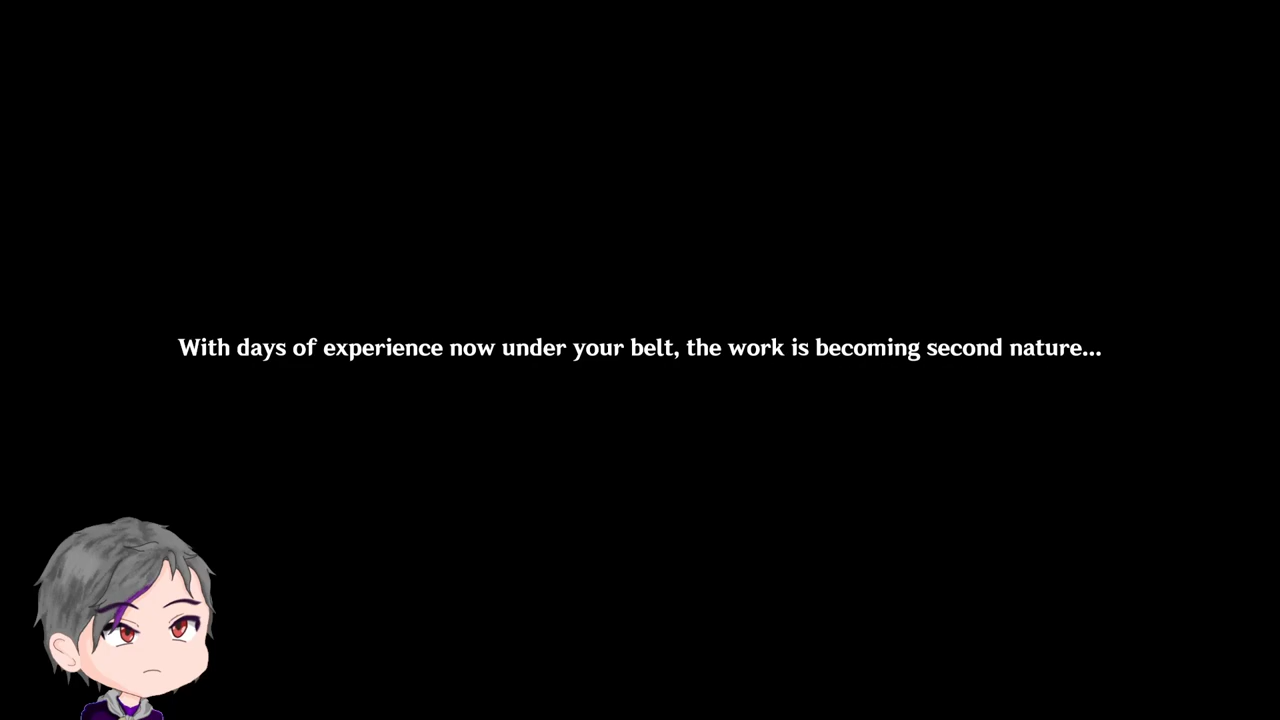 With days of experience now under your belt, the work is becoming second nature...